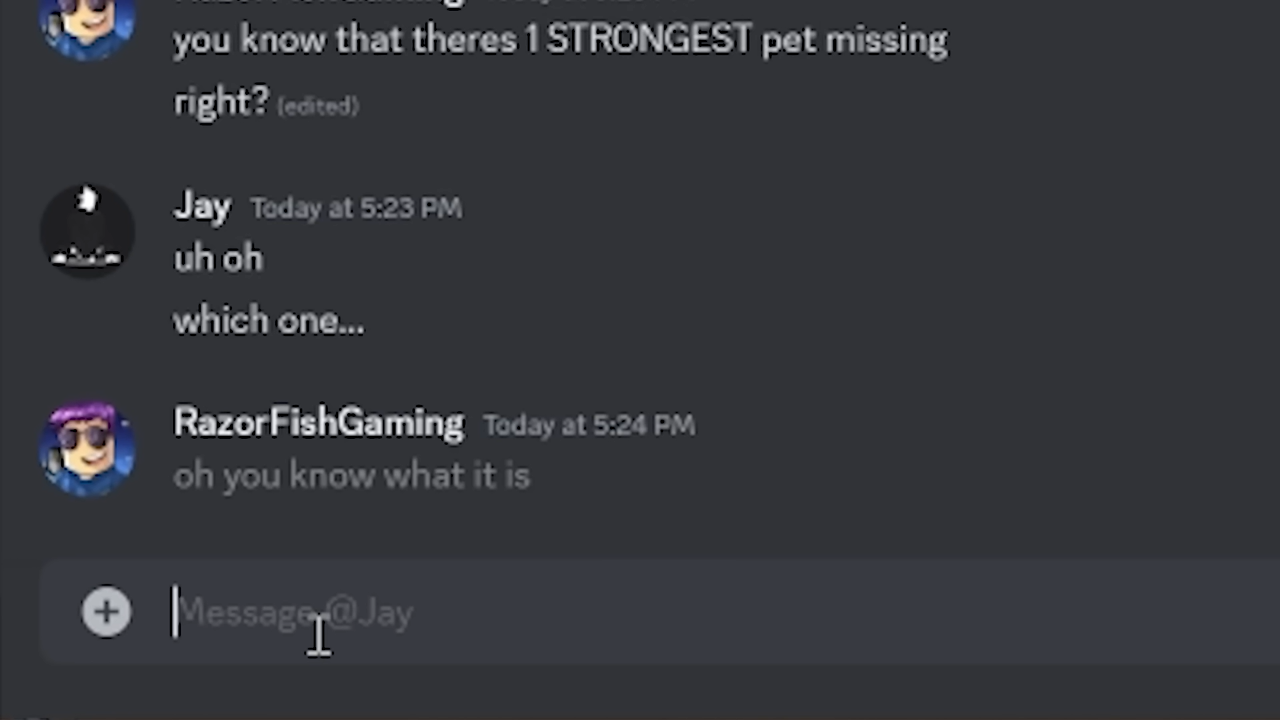 you know that theres 1 STRONGEST pet missing
right? (edited)
Jay Today at 5:23 PM
uh oh
which one...
RazorFishGaming Today at 5:24 PM
oh you know what it is
Message @Jay